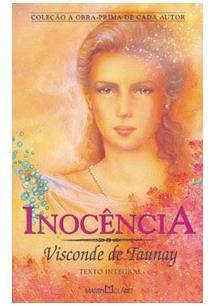 COLEÇÃO A OBRA-PRIMA DE CADA AUTOR
INOCÊNCIA
Visconde de Taunay
TEXTO INTEGRAL
MARTIN CLARET